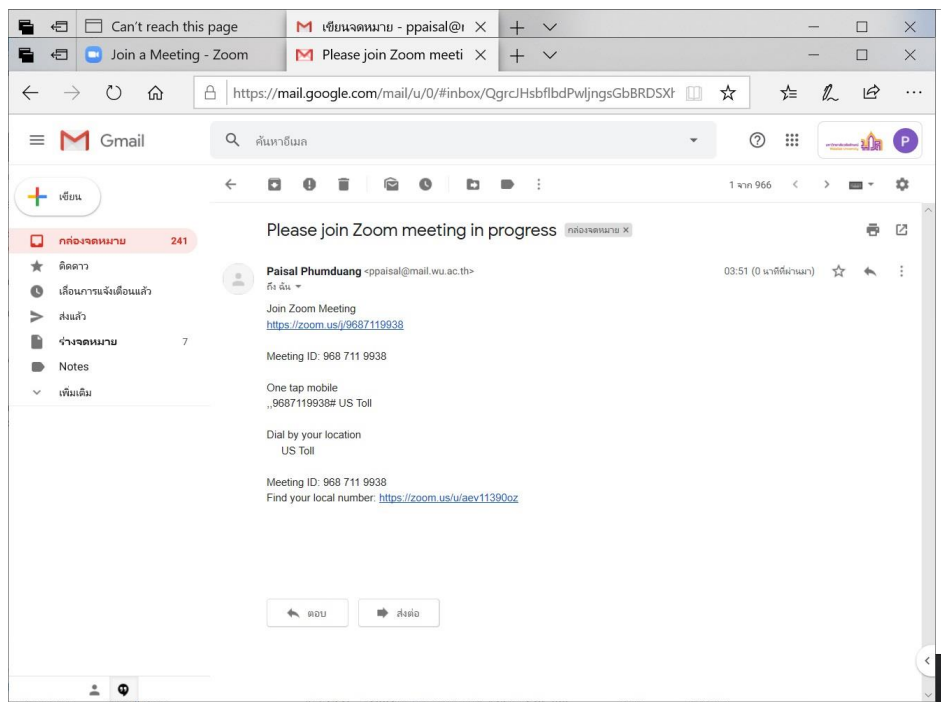 Can't reach this page
เขียนจดหมาย - ppaisal@
Join a Meeting - Zoom
Please join Zoom meeti
https://mail.google.com/mail/u/0/#inbox/QgrcJHsbflbdPwljngsGbBRDSXh
Gmail
ค้นหาอีเมล
P
เขียน
1 จาก 966
กล่องจดหมาย 241
ติดดาว
เลื่อนการแจ้งเตือนแล้ว
ส่งแล้ว
ร่างจดหมาย 7
Notes
เพิ่มเติม
Please join Zoom meeting in progress กล่องจดหมาย x
Paisal Phumduang <ppaisal@mail.wu.ac.th> 03:51 (0 นาทีที่ผ่านมา)
ถึง ฉัน
Join Zoom Meeting
https://zoom.us/j/9687119938
Meeting ID: 968 711 9938
One tap mobile
,,9687119938# US Toll
Dial by your location
US Toll
Meeting ID: 968 711 9938
Find your local number: https://zoom.us/u/aev11390oz
ตอบ
ส่งต่อ